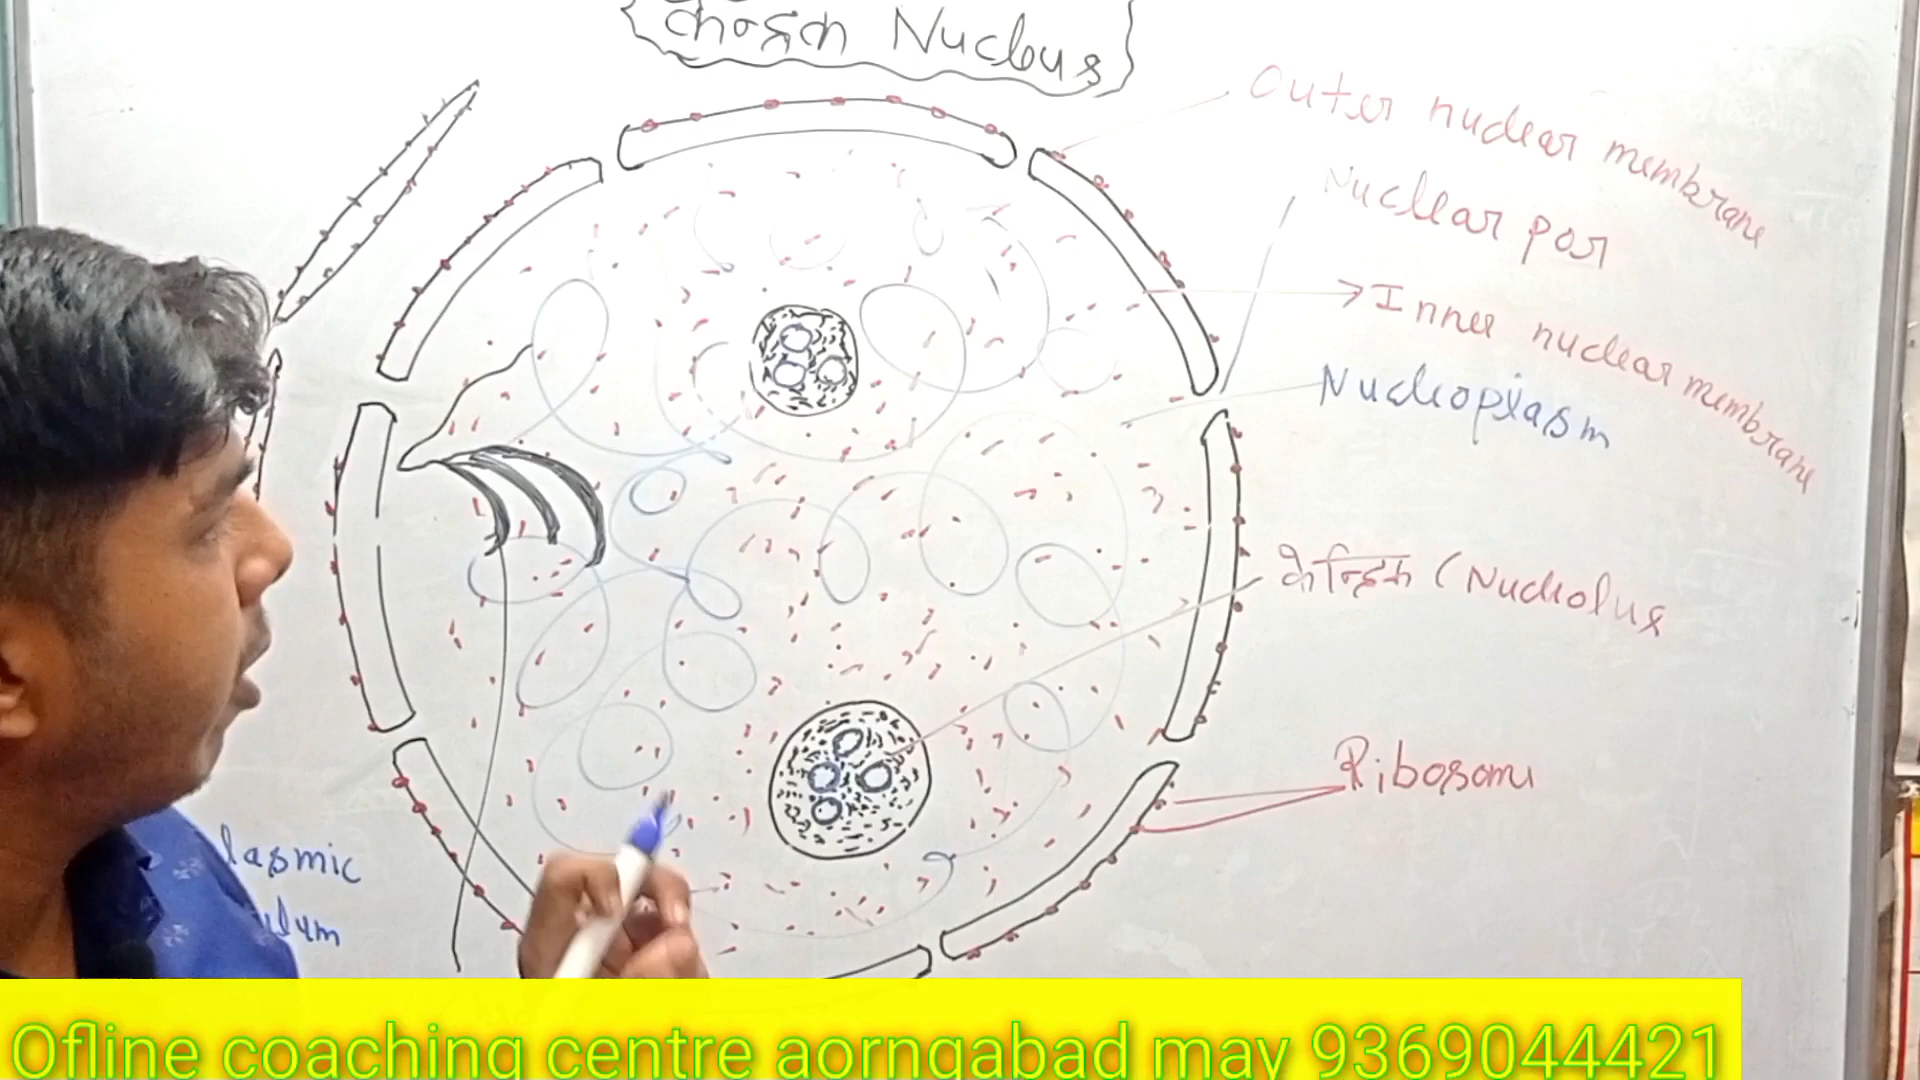 केन्द्रक Nucleus
Outer nuclear membrane
Nuclear por
Inner nuclear membrane
Nucleoplasm
केन्द्रिक (Nucleolus
Ribosome
lasmic
ulum
Ofline coaching centre aorngabad may 9369044421